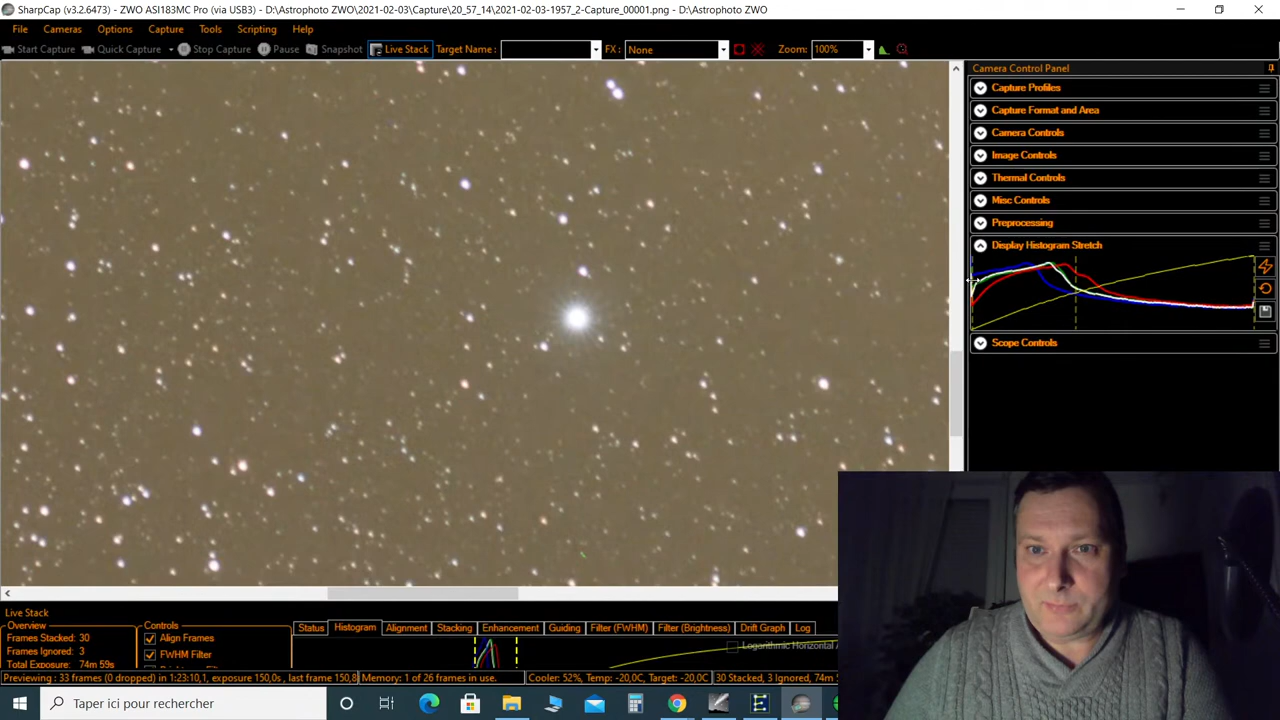 SharpCap (v3.2.6473) - ZWO ASI183MC Pro (via USB3) - D:\Astrophoto ZWO\2021-02-03\Capture\20_57_14\2021-02-03-1957_2-Capture_00001.png - D:\Astrophoto ZWO
File Cameras Options Capture Tools Scripting Help
Start Capture Quick Capture Stop Capture Pause Snapshot Live Stack Target Name : FX : None Zoom: 100%
Camera Control Panel
Capture Profiles
Capture Format and Area
Camera Controls
Image Controls
Thermal Controls
Misc Controls
Preprocessing
Display Histogram Stretch
Scope Controls
Live Stack
Overview
Frames Stacked: 30
Frames Ignored: 3
Total Exposure: 74m 59s
Controls
Align Frames
FWHM Filter
Status Histogram Alignment Stacking Enhancement Guiding Filter (FWHM) Filter (Brightness) Drift Graph Log
Logarithmic Horizontal
Previewing : 33 frames (0 dropped) in 1:23:10,1, exposure 150,0s , last frame 150,8
Memory: 1 of 26 frames in use.
Cooler: 52%, Temp: -20,0C, Target: -20,0C
30 Stacked, 3 Ignored, 74m 5
Taper ici pour rechercher